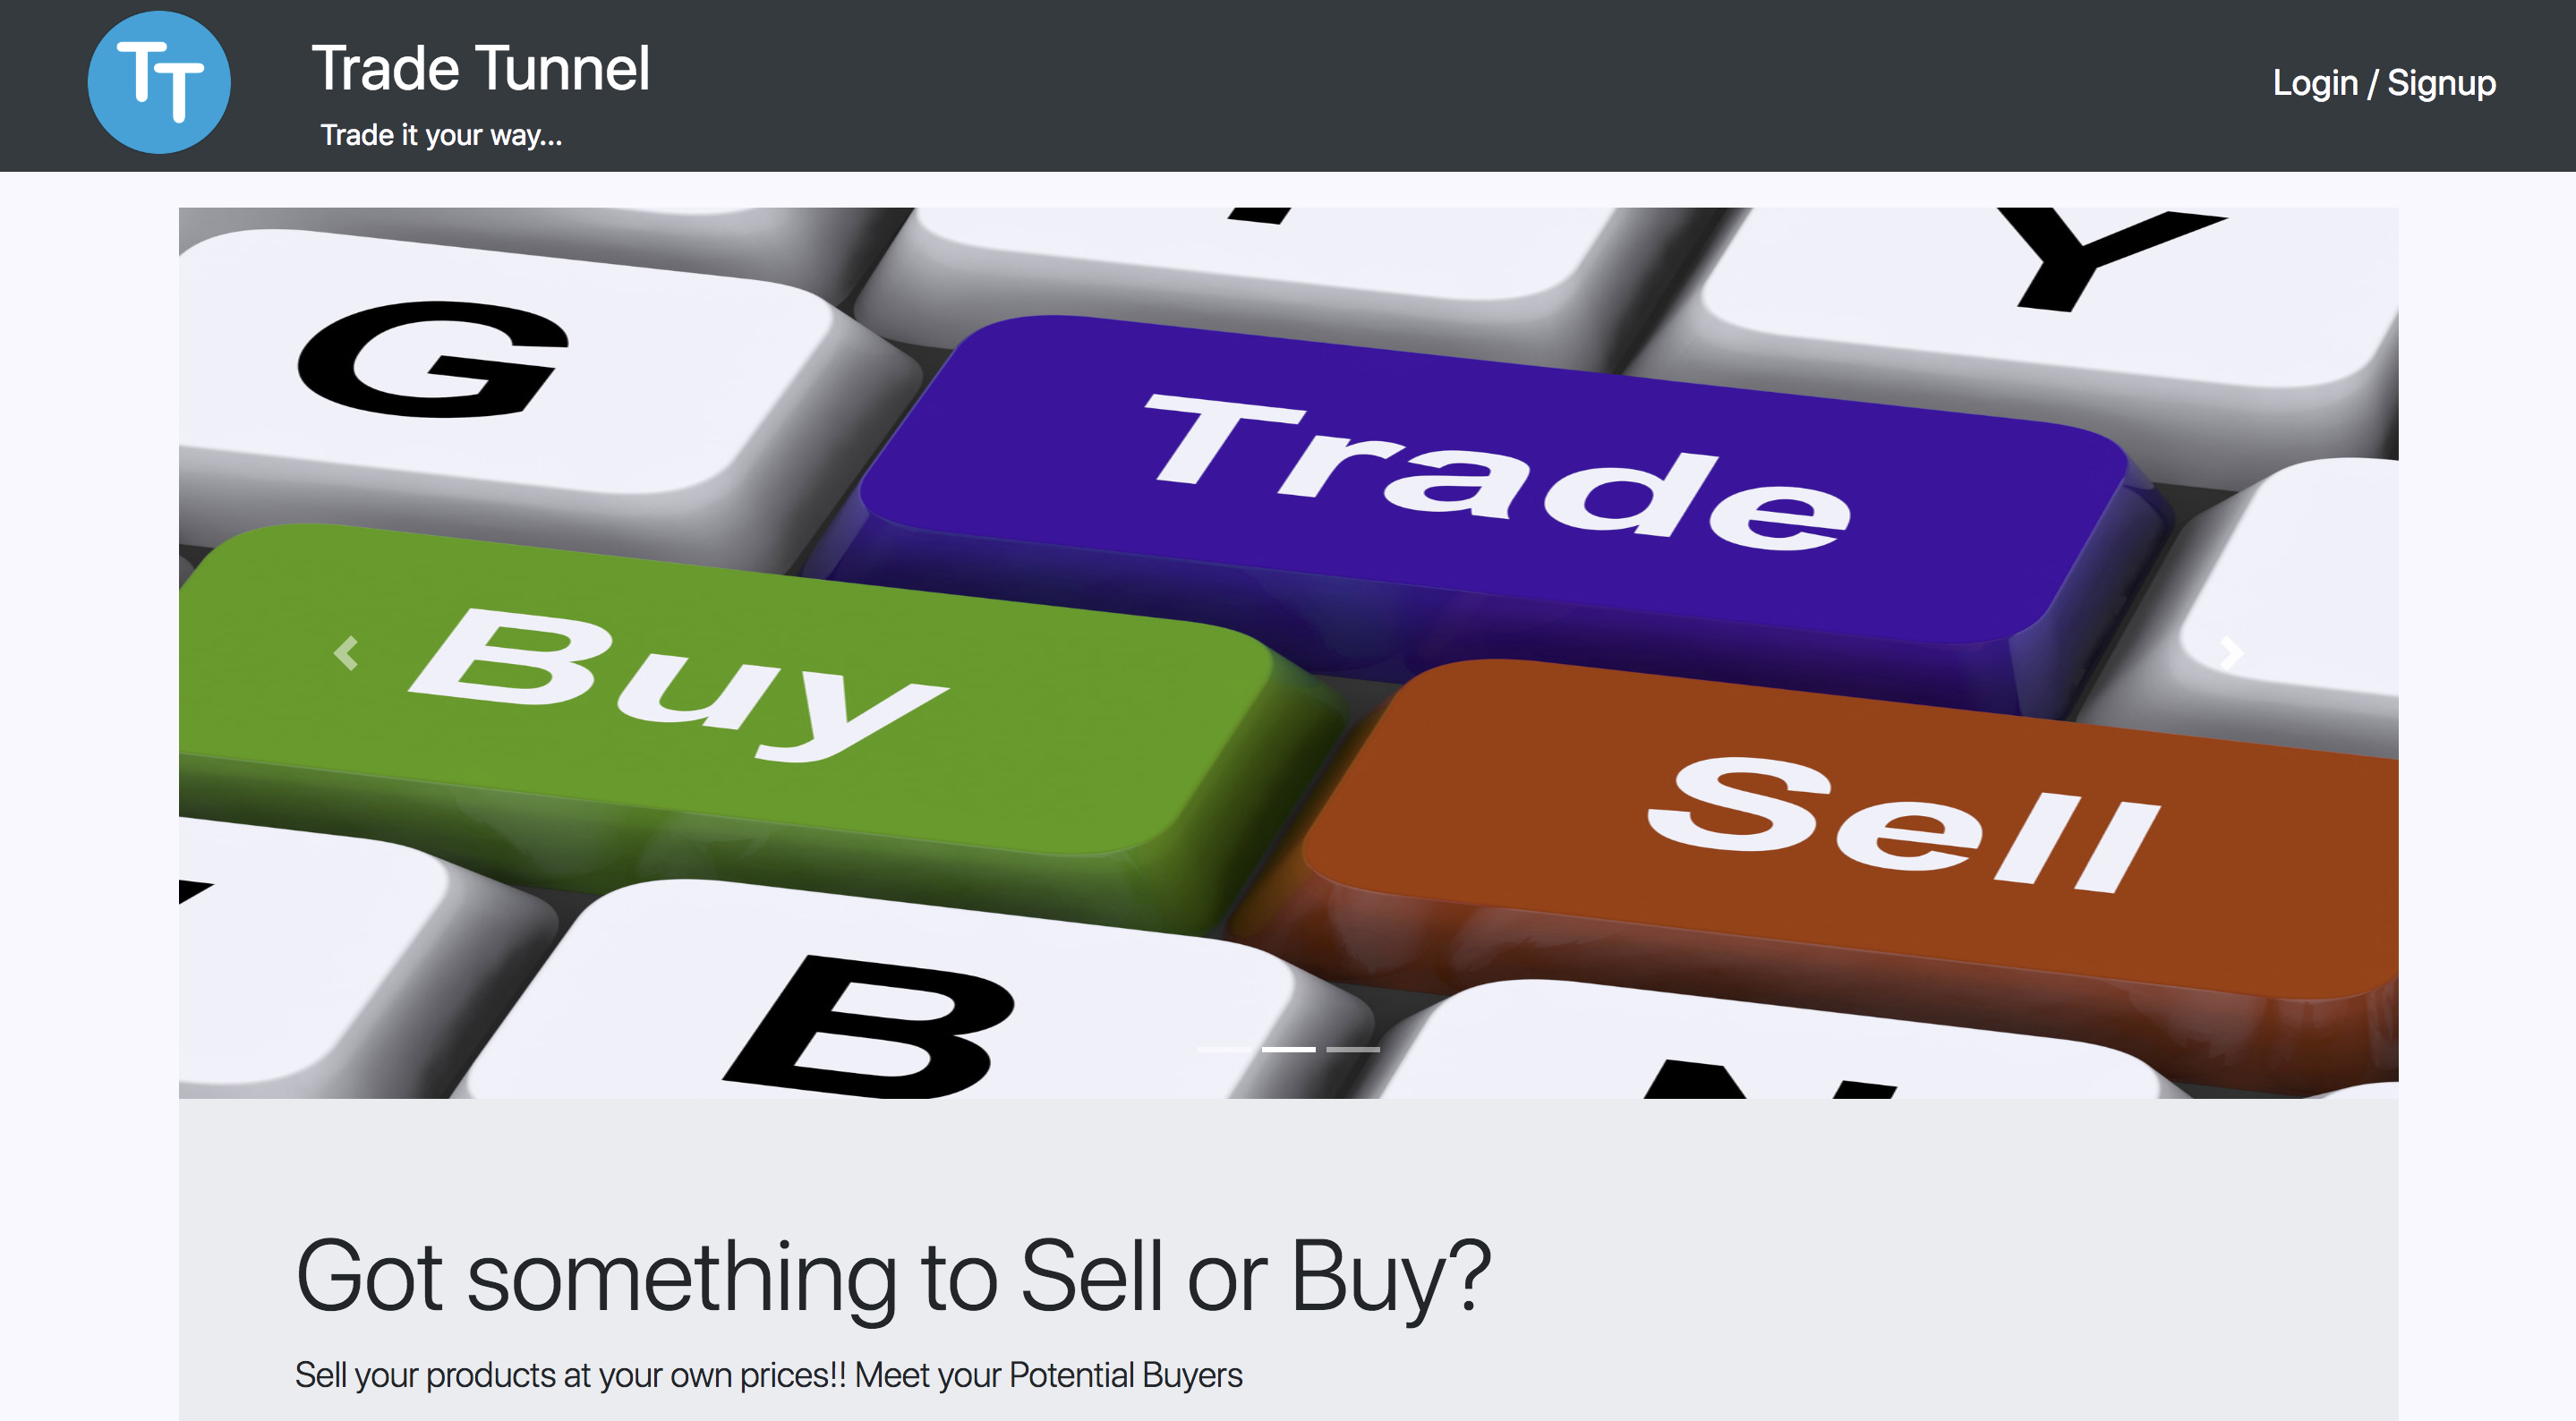 TT
Trade Tunnel
Trade it your way...
Login / Signup
Y
G
Trade
Buy
Sell
B
N
Got something to Sell or Buy?
Sell your products at your own prices!! Meet your Potential Buyers